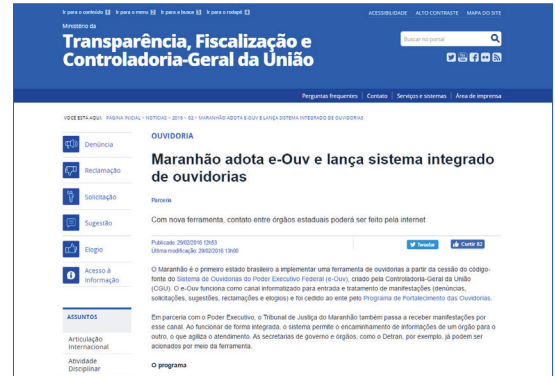 Ir para o conteúdo 1 Ir para o menu 2 Ir para a busca 3 Ir para o rodapé 4
ACESSIBILIDADE ALTO CONTRASTE MAPA DO SITE
Ministério da
Transparência, Fiscalização e
Controladoria-Geral da União
Buscar no portal
Perguntas frequentes | Contato | Serviços e sistemas | Área de imprensa
VOCÊ ESTÁ AQUI: PÁGINA INICIAL > NOTÍCIAS > 2016 > 02 > MARANHÃO ADOTA E-OUV E LANÇA SISTEMA INTEGRADO DE OUVIDORIAS
Denúncia
Reclamação
Solicitação
Sugestão
Elogio
Acesso à
Informação
ASSUNTOS
Articulação
Internacional
Atividade
Disciplinar
OUVIDORIA
Maranhão adota e-Ouv e lança sistema integrado
de ouvidorias
Parceria
Com nova ferramenta, contato entre órgãos estaduais poderá ser feito pela internet
Publicado: 29/02/2016 12h53
Última modificação: 29/02/2016 13h00
Tweetar
Curtir 82
O Maranhão é o primeiro estado brasileiro a implementar uma ferramenta de ouvidorias a partir da cessão do código-
fonte do Sistema de Ouvidorias do Poder Executivo Federal (e-Ouv), criado pela Controladoria-Geral da União
(CGU). O e-Ouv funciona como canal informatizado para entrada e tratamento de manifestações (denúncias,
solicitações, sugestões, reclamações e elogios) e foi cedido ao ente pelo Programa de Fortalecimento das Ouvidorias.
Em parceria com o Poder Executivo, o Tribunal de Justiça do Maranhão também passa a receber manifestações por
esse canal. Ao funcionar de forma integrada, o sistema permite o encaminhamento de informações de um órgão para o
outro, o que agiliza o atendimento. As secretarias de governo e órgãos, como o Detran, por exemplo, já podem ser
acionados por meio da ferramenta.
O programa